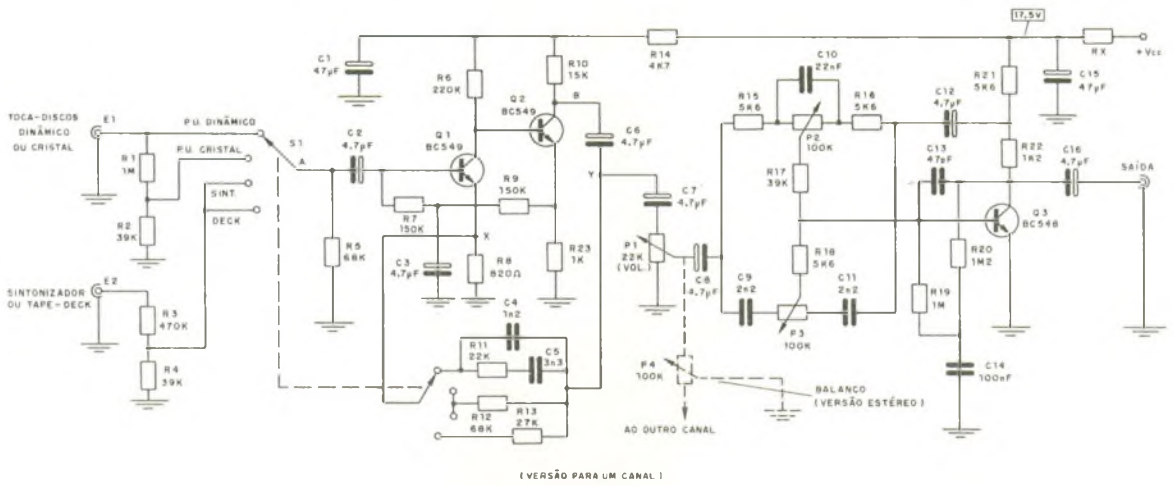 17,5V
RX
+Vcc
C1
47µF
R14
4K7
R10
15K
C10
22nF
C15
47µF
R21
5K6
R6
220K
Q2
BC549
B
R15
5K6
R16
5K6
C12
4,7µF
P2
100K
TOCA-DISCOS
DINÂMICO
OU CRISTAL
E1
P.U. DINÂMICO
S1
A
C2
4,7µF
Q1
BC549
C6
4,7µF
R22
1K2
C16
4,7µF
SAÍDA
C13
47nF
R1
1M
P.U. CRISTAL
SINT.
DECK
R2
39K
R9
150K
R7
150K
Y
C7
4,7µF
R17
39K
Q3
BC548
R5
68K
X
C3
4,7µF
R8
820Ω
R23
1K
P1
22K
(VOL.)
C8
4,7µF
R18
5K6
R20
1M2
R19
1M
SINTONIZADOR
OU TAPE-DECK
E2
R3
470K
R4
39K
C4
1n2
C9
2n2
C11
2n2
P3
100K
R11
22K
C5
3n3
R12
68K
R13
27K
P4
100K
BALANÇO
(VERSÃO ESTÉREO)
C14
100nF
AO OUTRO CANAL
(VERSÃO PARA UM CANAL)